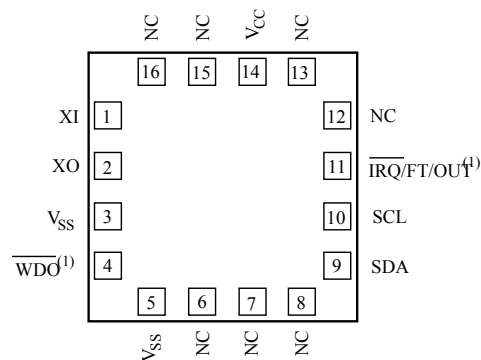 NC NC VCC NC
16 15 14 13
XI 1 12 NC
XO 2 11 IRQ/FT/OUT(1)
VSS 3 10 SCL
WDO(1) 4 9 SDA
5 6 7 8
VSS NC NC NC